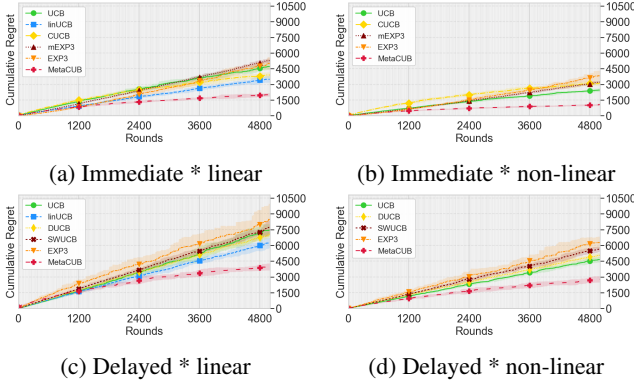 10500
9000
7500
6000
4500
3000
1500
0
Cumulative Regret
UCB
linUCB
CUCB
mEXP3
EXP3
MetaCUB
0 1200 2400 3600 4800
Rounds
(a) Immediate * linear
10500
9000
7500
6000
4500
3000
1500
0
Cumulative Regret
UCB
CUCB
mEXP3
EXP3
MetaCUB
0 1200 2400 3600 4800
Rounds
(b) Immediate * non-linear
10500
9000
7500
6000
4500
3000
1500
0
Cumulative Regret
UCB
linUCB
DUCB
SWUCB
EXP3
MetaCUB
0 1200 2400 3600 4800
Rounds
(c) Delayed * linear
10500
9000
7500
6000
4500
3000
1500
0
Cumulative Regret
UCB
DUCB
SWUCB
EXP3
MetaCUB
0 1200 2400 3600 4800
Rounds
(d) Delayed * non-linear